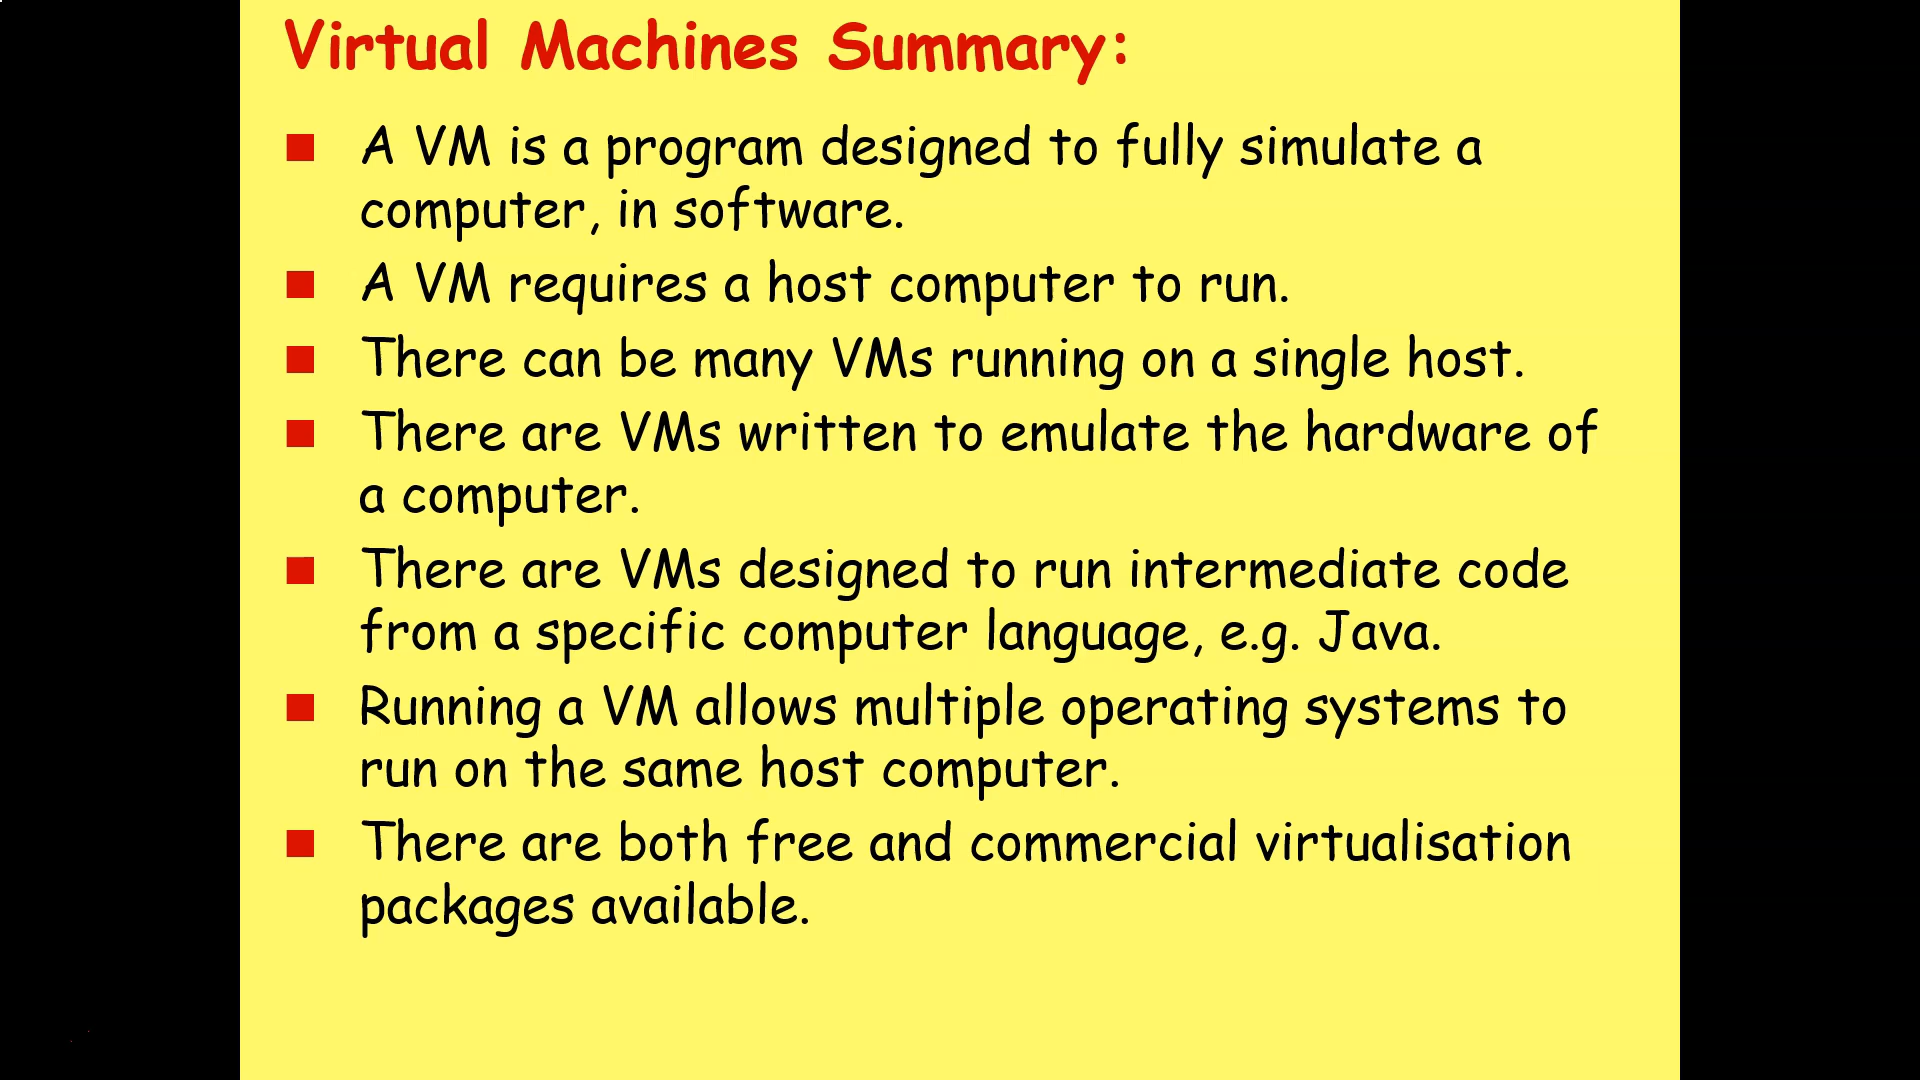 Virtual Machines Summary:
A VM is a program designed to fully simulate a
computer, in software.
A VM requires a host computer to run.
There can be many VMs running on a single host.
There are VMs written to emulate the hardware of
a computer.
There are VMs designed to run intermediate code
from a specific computer language, e.g. Java.
Running a VM allows multiple operating systems to
run on the same host computer.
There are both free and commercial virtualisation
packages available.